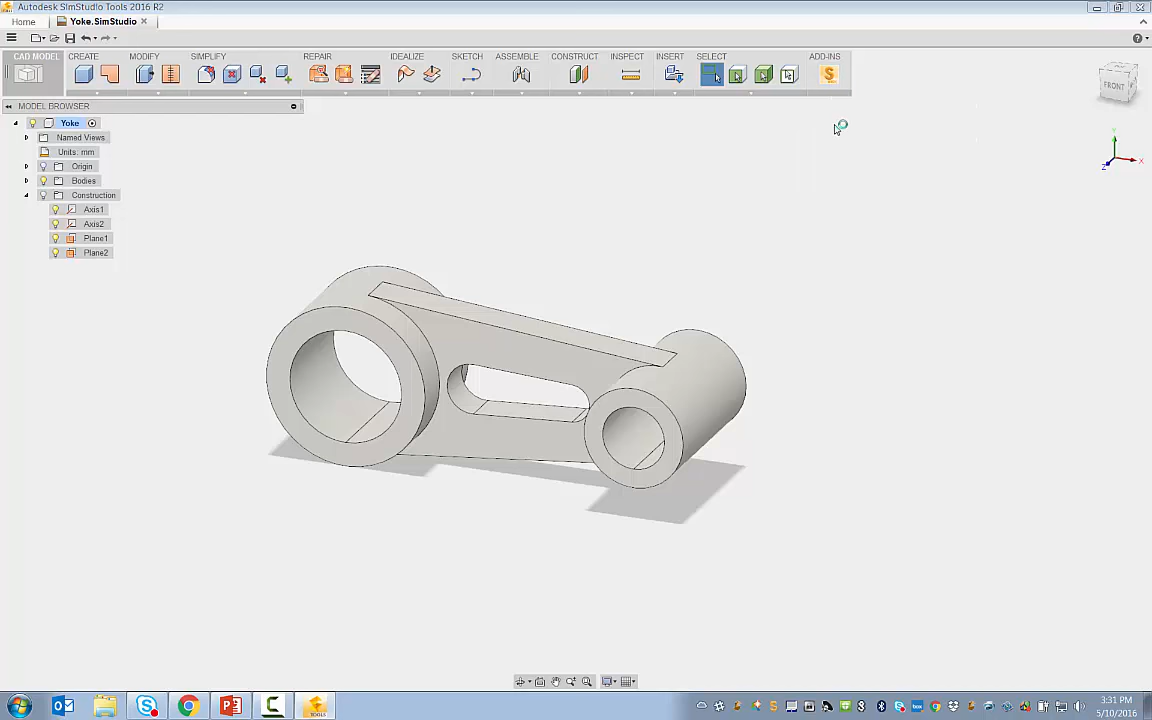 Autodesk SimStudio Tools 2016 R2
Home
Yoke.SimStudio
CAD MODEL
CREATE
MODIFY
SIMPLIFY
REPAIR
IDEALIZE
SKETCH
ASSEMBLE
CONSTRUCT
INSPECT
INSERT
SELECT
ADD-INS
FRONT
MODEL BROWSER
Yoke
Named Views
Units: mm
Origin
Bodies
Construction
Axis1
Axis2
Plane1
Plane2
Y
X
Z
TOOLS
3:31 PM
5/10/2016